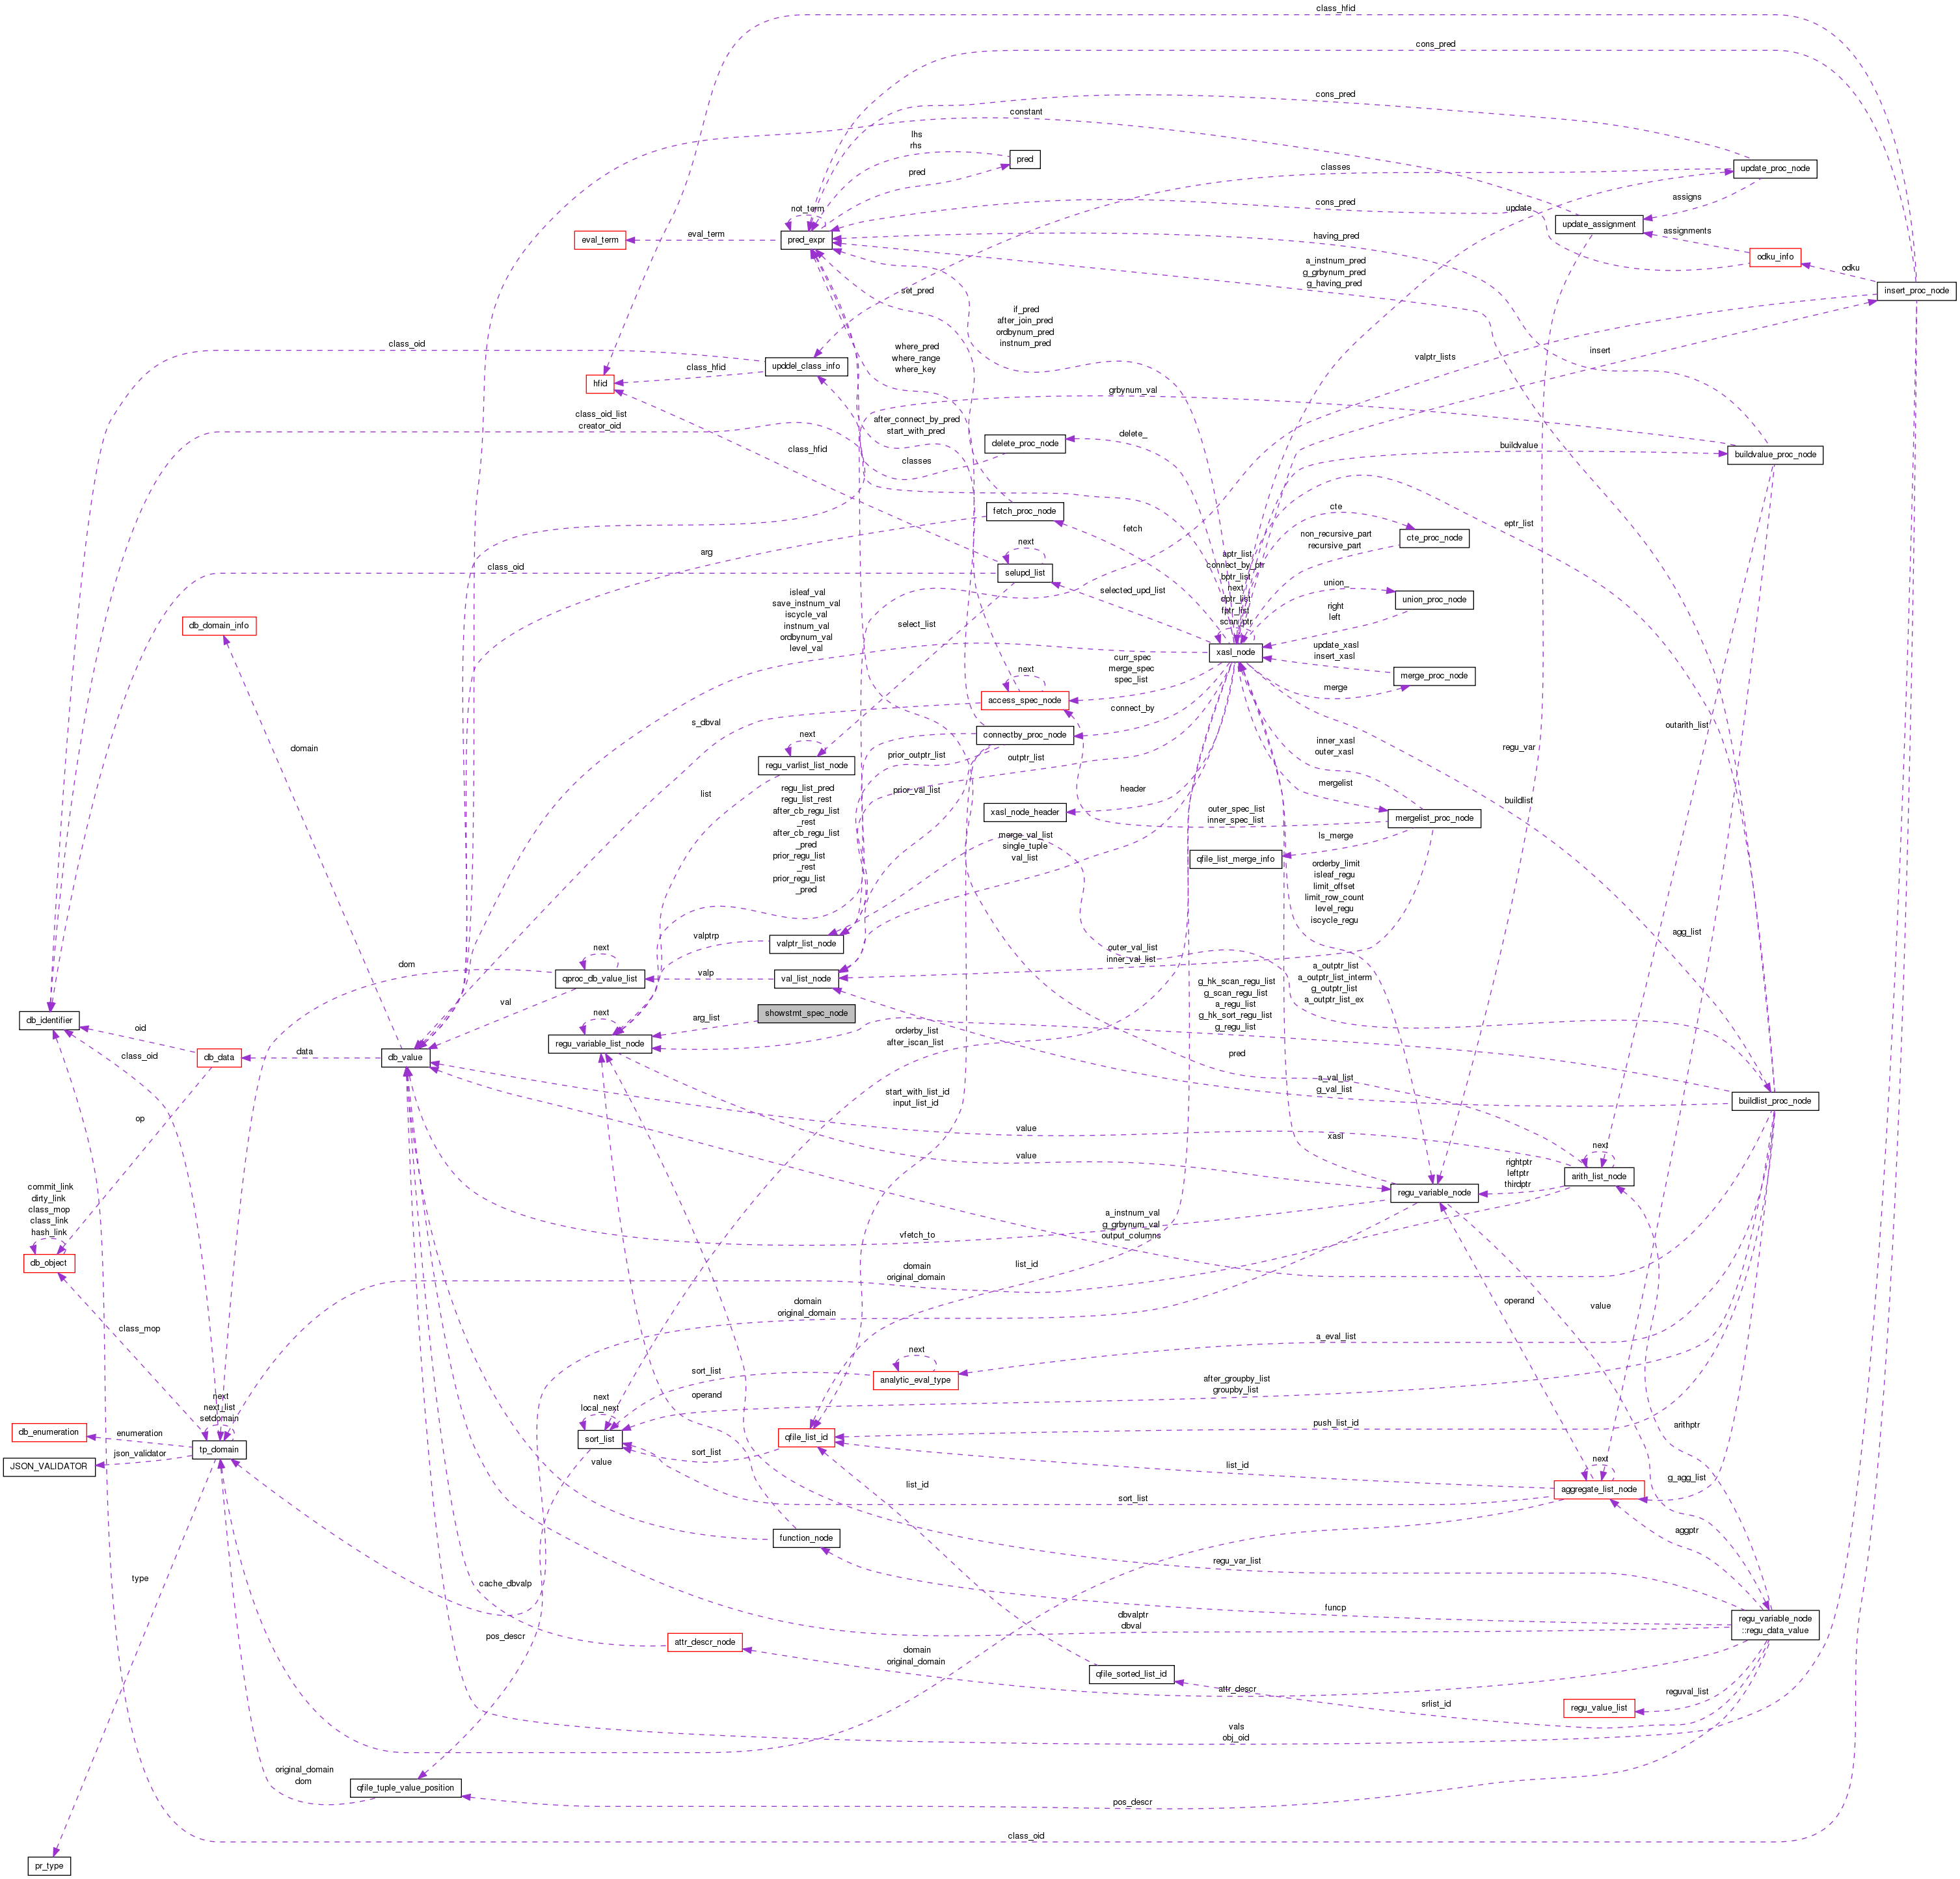 class_hfid
cons_pred
cons_pred
constant
lhs
rhs
pred
classes
update_proc_node
pred
assigns
not_term
cons_pred
update
update_assignment
eval_term
eval_term
pred_expr
having_pred
assignments
odku_info
a_instnum_pred
g_grbynum_pred
g_having_pred
odku
set_pred
insert_proc_node
if_pred
after_join_pred
ordbynum_pred
instnum_pred
class_oid
where_pred
where_range
where_key
valptr_lists
insert
upddel_class_info
class_hfid
hfid
regu_var
grbynum_val
class_oid_list
creator_oid
after_connect_by_pred
start_with_pred
delete_proc_node
delete_
class_hfid
classes
buildvalue
buildvalue_proc_node
fetch_proc_node
cte
eptr_list
arg
fetch
non_recursive_part
recursive_part
cte_proc_node
next
aptr_list
connect_by_ptr
bptr_list
next
dptr_list
fptr_list
scan_ptr
class_oid
selupd_list
union_
isleaf_val
save_instnum_val
iscycle_val
instnum_val
ordbynum_val
level_val
selected_upd_list
union_proc_node
right
left
db_domain_info
select_list
xasl_node
update_xasl
insert_xasl
curr_spec
merge_spec
spec_list
next
merge_proc_node
merge
access_spec_node
s_dbval
connect_by
outarith_list
domain
connectby_proc_node
inner_xasl
outer_xasl
next
prior_outptr_list
outptr_list
regu_varlist_list_node
mergelist
list
regu_list_pred
regu_list_rest
after_cb_regu_list
_rest
after_cb_regu_list
_pred
prior_regu_list
_rest
prior_regu_list
_pred
prior_val_list
header
buildlist
xasl_node_header
outer_spec_list
inner_spec_list
mergelist_proc_node
merge_val_list
single_tuple
val_list
ls_merge
qfile_list_merge_info
orderby_limit
isleaf_regu
limit_offset
limit_row_count
level_regu
iscycle_regu
valptrp
valptr_list_node
agg_list
next
outer_val_list
inner_val_list
dom
qproc_db_value_list
valp
val_list_node
a_outptr_list
a_outptr_list_interm
g_outptr_list
a_outptr_list_ex
val
g_hk_scan_regu_list
g_scan_regu_list
a_regu_list
g_hk_sort_regu_list
g_regu_list
showstmt_spec_node
db_identifier
next
arg_list
oid
class_oid
data
regu_variable_list_node
orderby_list
after_iscan_list
db_data
db_value
pred
a_val_list
g_val_list
start_with_list_id
input_list_id
buildlist_proc_node
op
value
xasl
next
value
rightptr
leftptr
thirdptr
arith_list_node
commit_link
dirty_link
class_mop
class_link
hash_link
regu_variable_node
a_instnum_val
g_grbynum_val
output_columns
vfetch_to
db_object
domain
original_domain
list_id
domain
original_domain
operand
value
class_mop
a_eval_list
next
sort_list
analytic_eval_type
after_groupby_list
groupby_list
next
next_list
setdomain
next
local_next
operand
push_list_id
arithptr
db_enumeration
enumeration
sort_list
qfile_list_id
tp_domain
json_validator
JSON_VALIDATOR
value
sort_list
next
list_id
list_id
g_agg_list
aggregate_list_node
sort_list
function_node
aggptr
regu_var_list
type
cache_dbvalp
funcp
dbvalptr
dbval
regu_variable_node
::regu_data_value
pos_descr
attr_descr_node
domain
original_domain
qfile_sorted_list_id
attr_descr
srlist_id
reguval_list
regu_value_list
vals
obj_oid
original_domain
dom
qfile_tuple_value_position
pos_descr
class_oid
pr_type